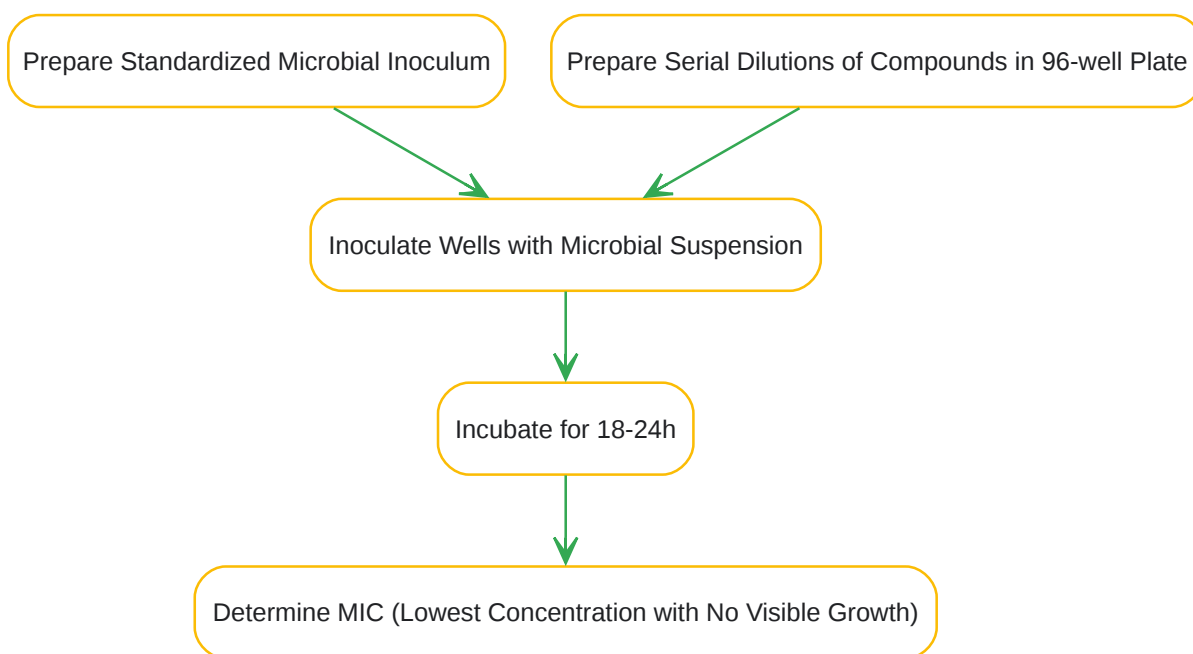 Prepare Standardized Microbial Inoculum
Prepare Serial Dilutions of Compounds in 96-well Plate
Inoculate Wells with Microbial Suspension
Incubate for 18-24h
Determine MIC (Lowest Concentration with No Visible Growth)